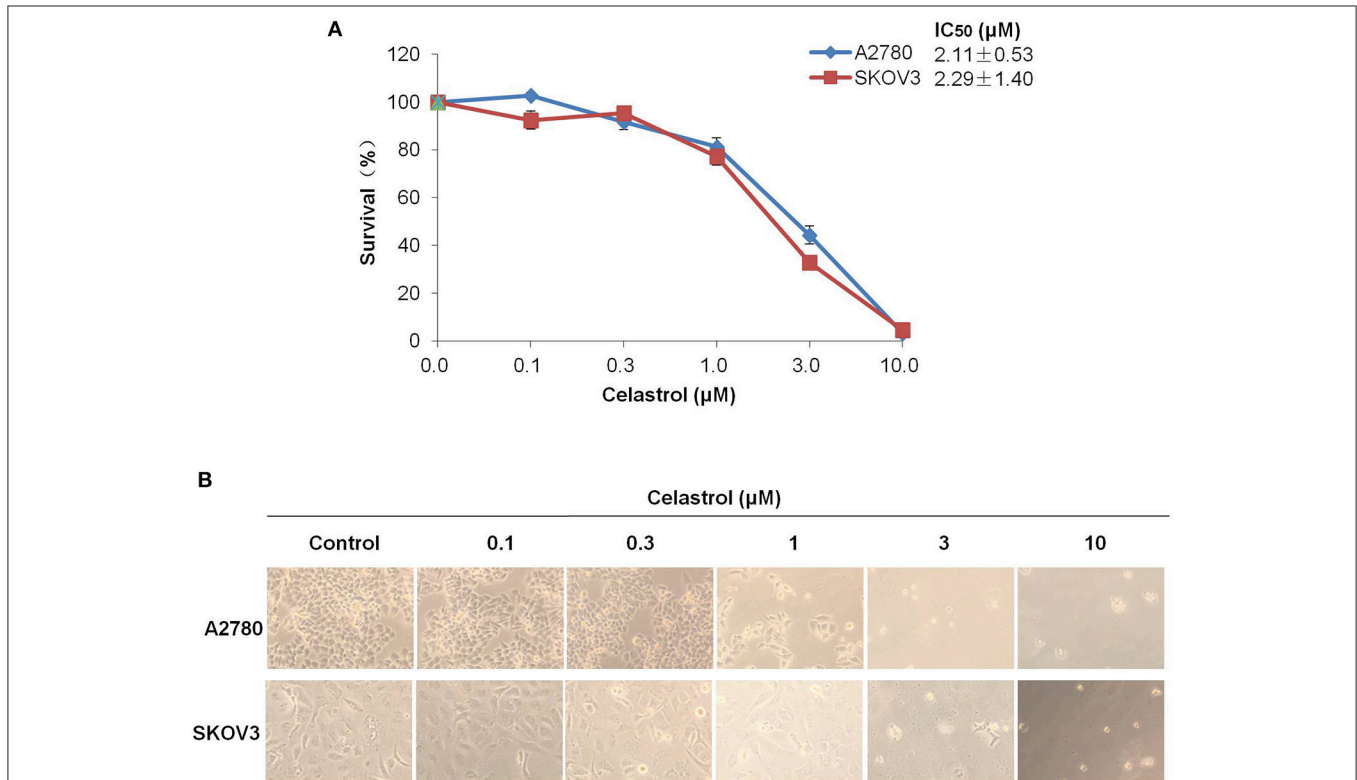 A
IC50 (µM)
A2780 2.11±0.53
SKOV3 2.29±1.40
120
100
80
60
40
20
0
Survival（%）
0.0 0.1 0.3 1.0 3.0 10.0
Celastrol (µM)
B
Celastrol (µM)
Control 0.1 0.3 1 3 10
A2780
SKOV3